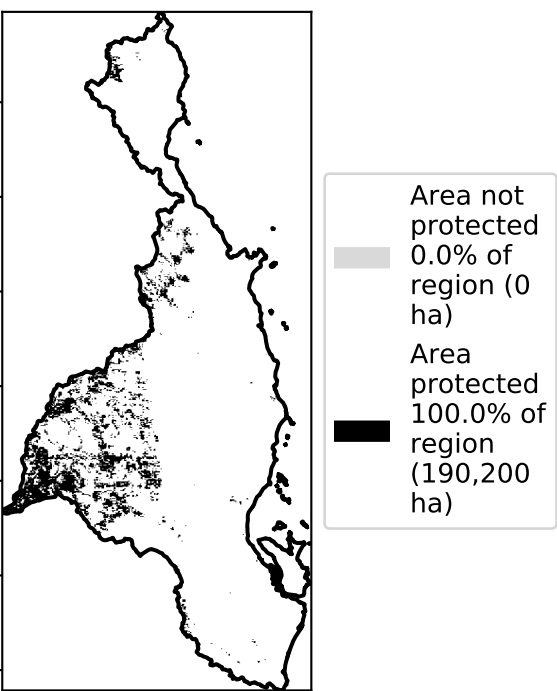 Area not
protected
0.0% of
region (0
ha)
Area
protected
100.0% of
region
(190,200
ha)